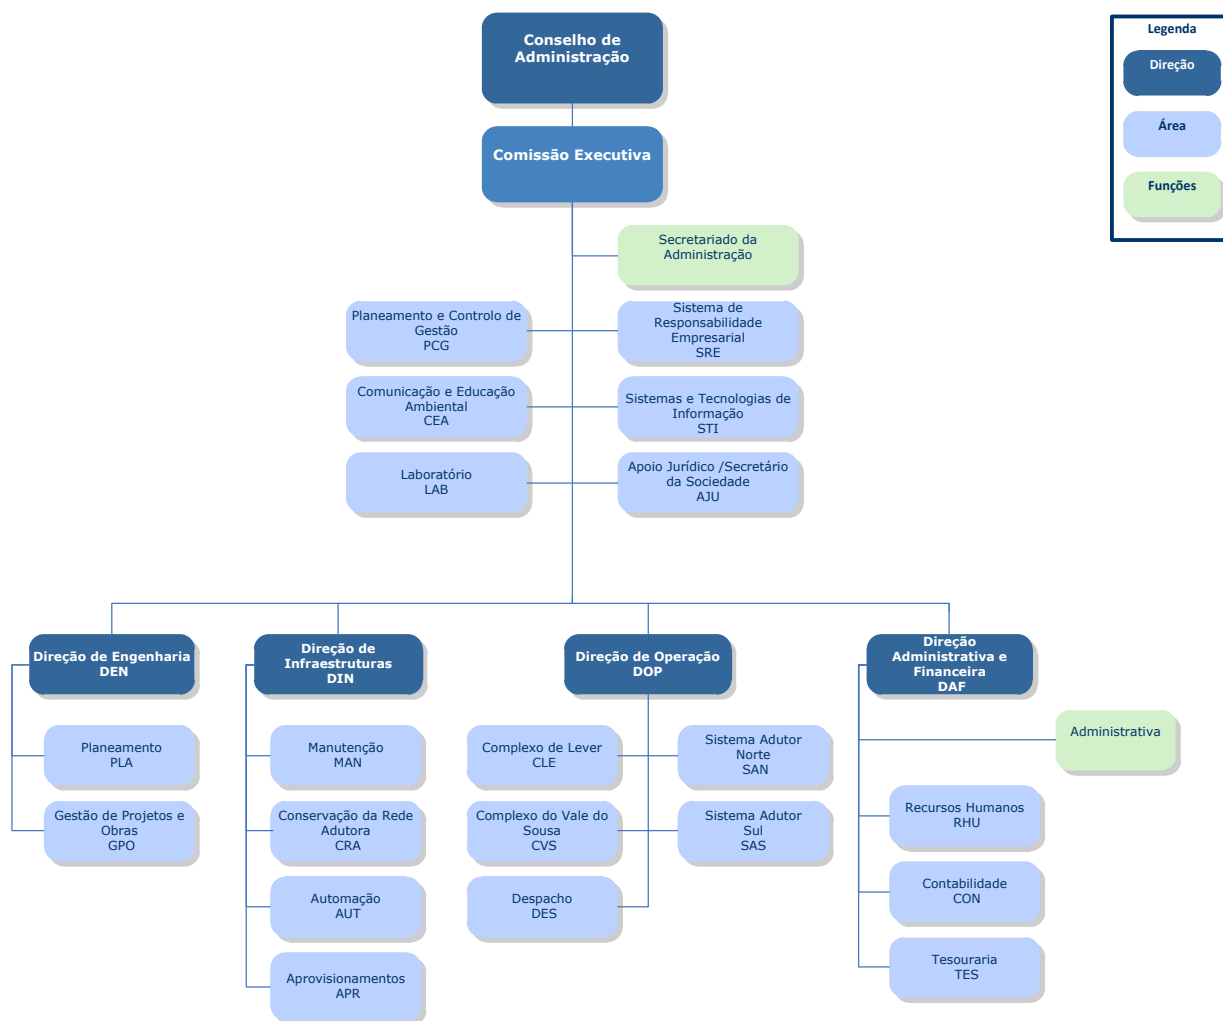 Conselho de
Administração
Legenda
Direção
Área
Funções
Comissão Executiva
Secretariado da
Administração
Planeamento e Controlo de
Gestão
PCG
Sistema de
Responsabilidade
Empresarial
SRE
Comunicação e Educação
Ambiental
CEA
Sistemas e Tecnologias de
Informação
STI
Laboratório
LAB
Apoio Jurídico /Secretário
da Sociedade
AJU
Direção de Engenharia
DEN
Direção de
Infraestruturas
DIN
Direção de Operação
DOP
Direção
Administrativa e
Financeira
DAF
Planeamento
PLA
Gestão de Projetos e
Obras
GPO
Manutenção
MAN
Conservação da Rede
Adutora
CRA
Automação
AUT
Aprovisionamentos
APR
Complexo de Lever
CLE
Sistema Adutor
Norte
SAN
Complexo do Vale do
Sousa
CVS
Sistema Adutor
Sul
SAS
Despacho
DES
Administrativa
Recursos Humanos
RHU
Contabilidade
CON
Tesouraria
TES